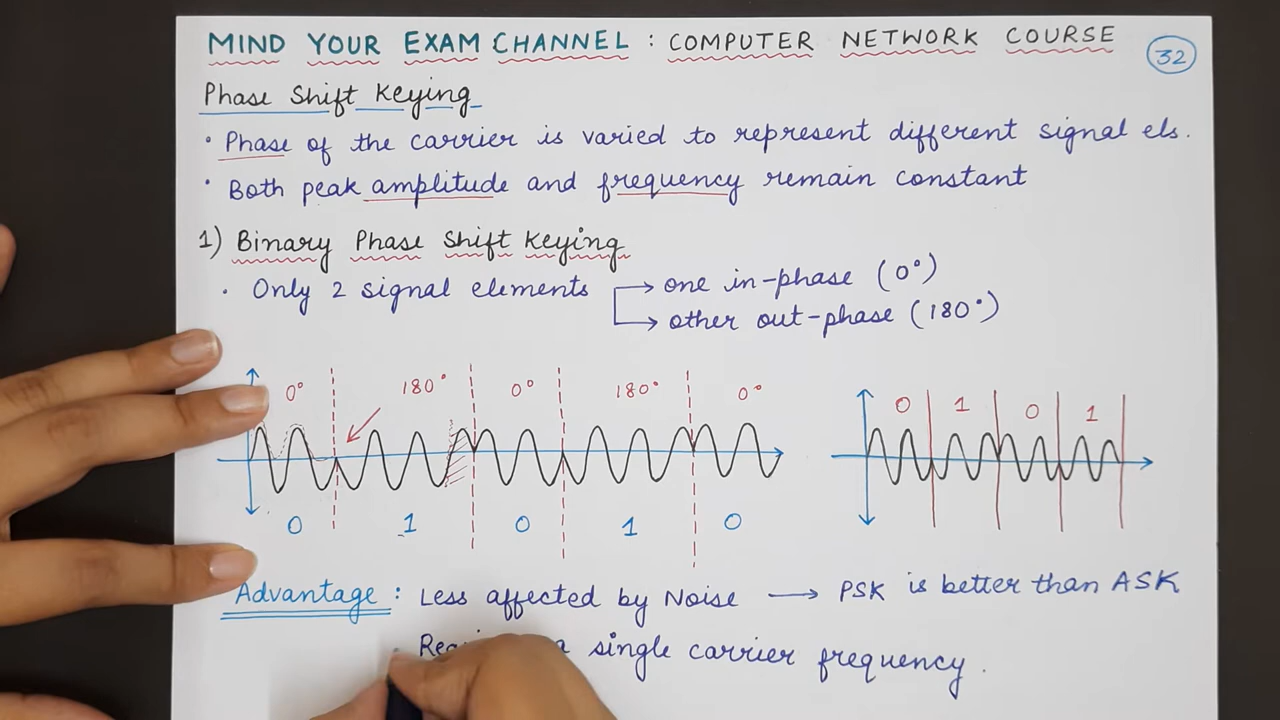 MIND YOUR EXAM CHANNEL : COMPUTER NETWORK COURSE
32
Phase Shift Keying
• Phase of the carrier is varied to represent different signal els.
• Both peak amplitude and frequency remain constant
1) Binary Phase Shift Keying
• Only 2 signal elements → one in-phase (0°)
→ other out-phase (180°)
0° 180° 0° 180° 0°
0 1 0 1
0 1 0 1 0
Advantage : Less affected by Noise → PSK is better than ASK
a single carrier frequency.